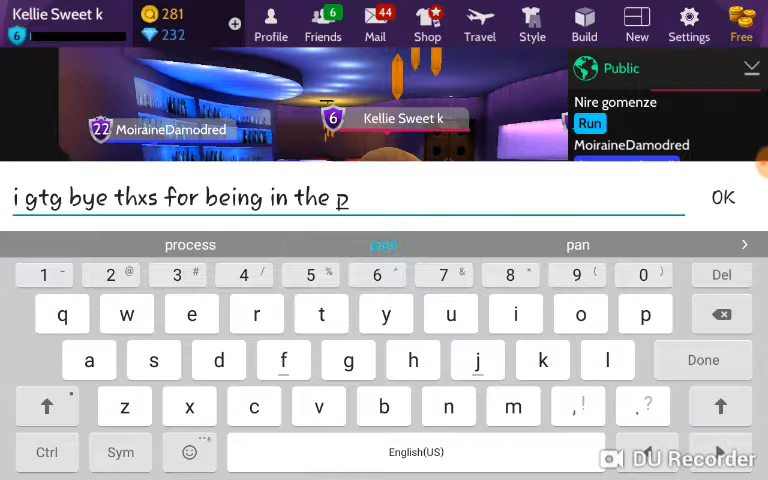 Kellie Sweet k
6
281
232
Profile
6
Friends
44
Mail
Shop
Travel
Style
Build
New
Settings
Free
Public
22 MoiraineDamodred
6 Kellie Sweet k
Nire gomenze
Run
MoiraineDamodred
i gtg bye thxs for being in the p
OK
process past pan >
1 - 2 @ 3 # 4 / 5 % 6 ^ 7 & 8 * 9 ( 0 ) Del
q w e r t y u i o p
a s d f g h j k l Done
z x c v b n m , ! . ?
Ctrl Sym English(US)
DU Recorder